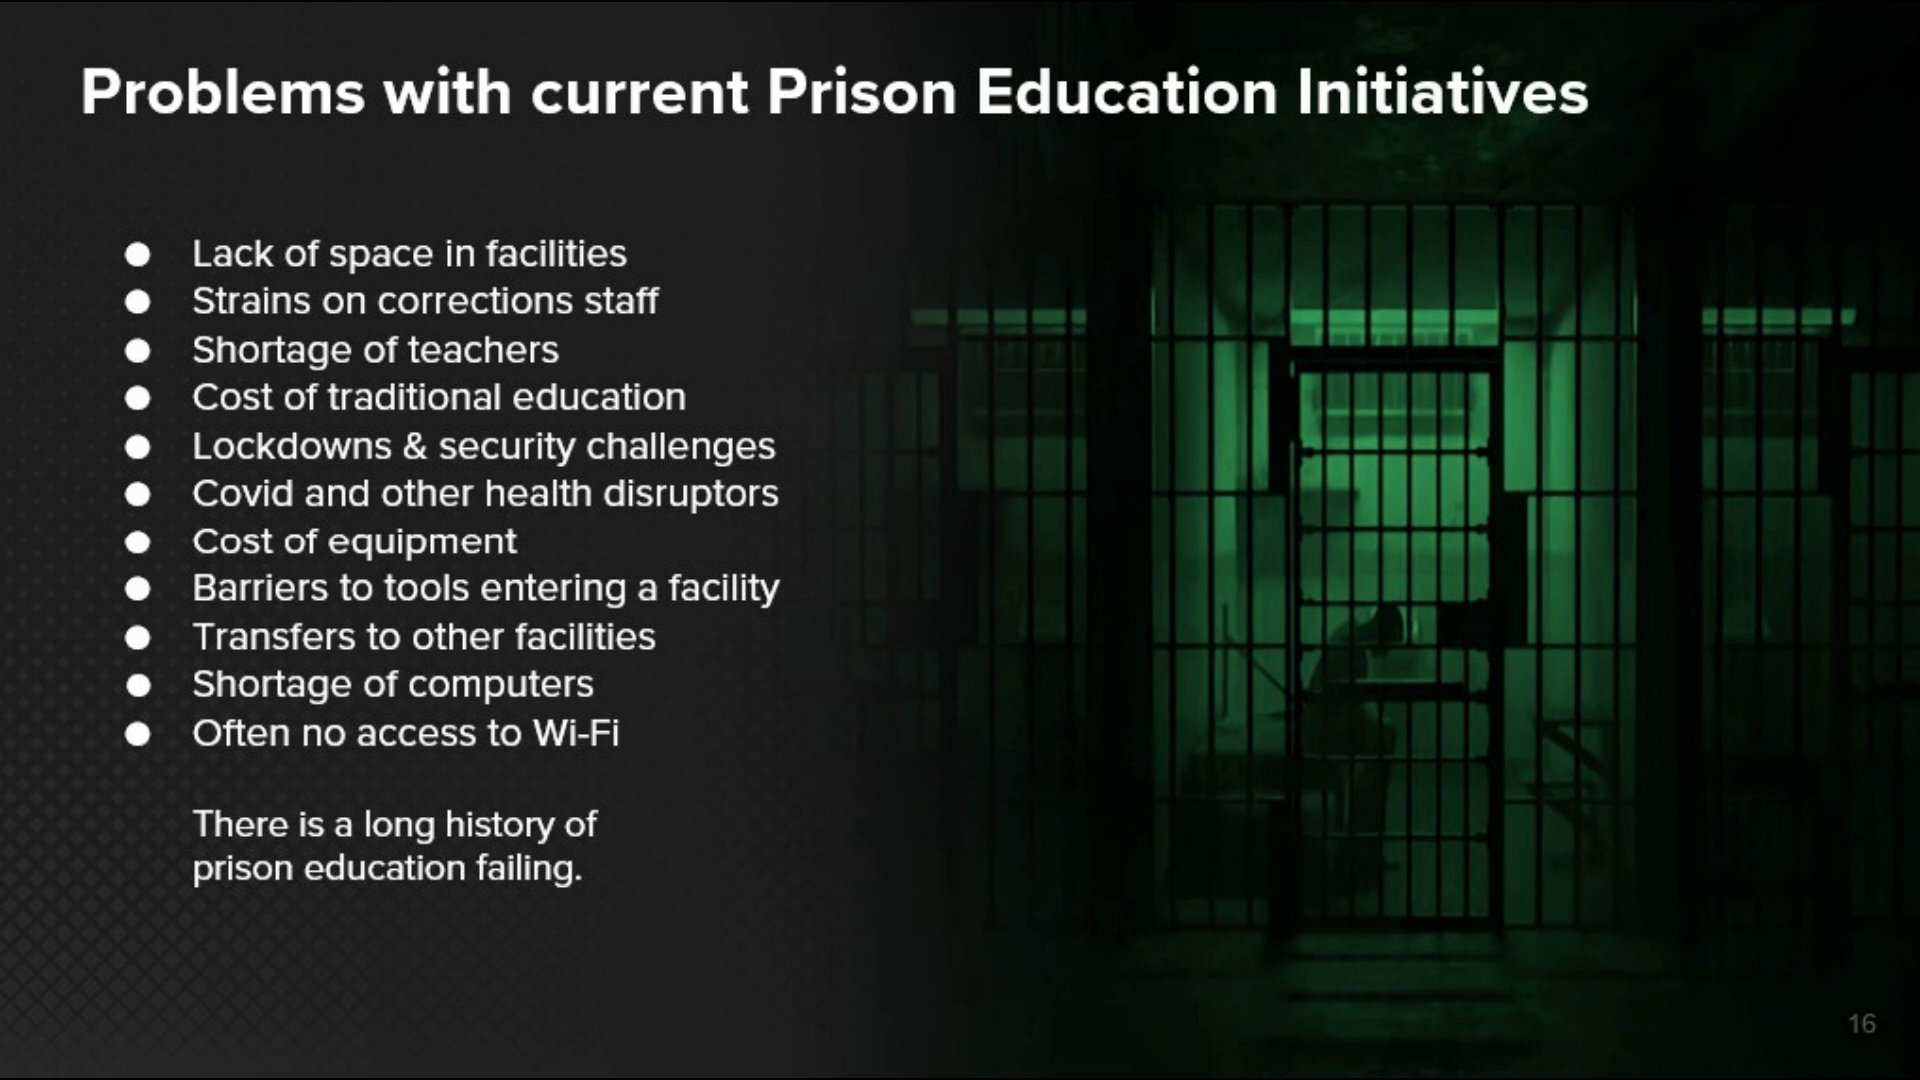 Problems with current Prison Education Initiatives
● Lack of space in facilities
● Strains on corrections staff
● Shortage of teachers
● Cost of traditional education
● Lockdowns & security challenges
● Covid and other health disruptors
● Cost of equipment
● Barriers to tools entering a facility
● Transfers to other facilities
● Shortage of computers
● Often no access to Wi-Fi
There is a long history of
prison education failing.
16